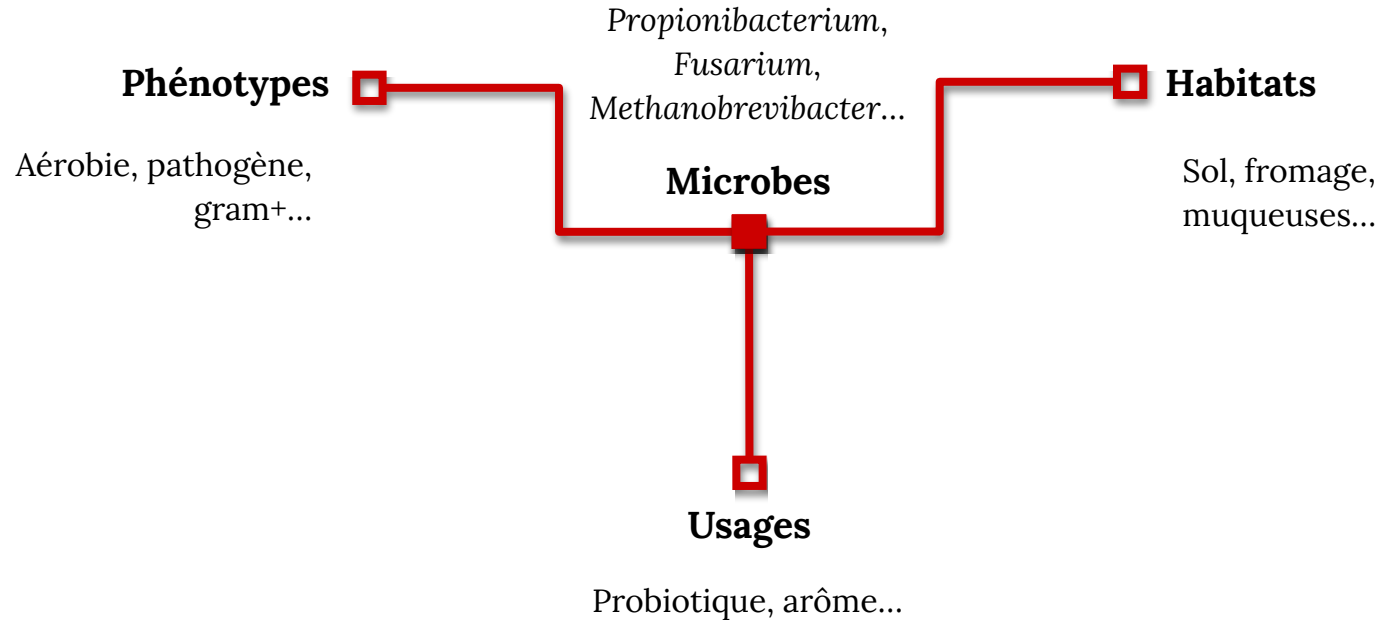 Propionibacterium,
Fusarium,
Methanobrevibacter…
Microbes
Phénotypes
Aérobie, pathogène,
gram+…
Habitats
Sol, fromage,
muqueuses…
Usages
Probiotique, arôme…